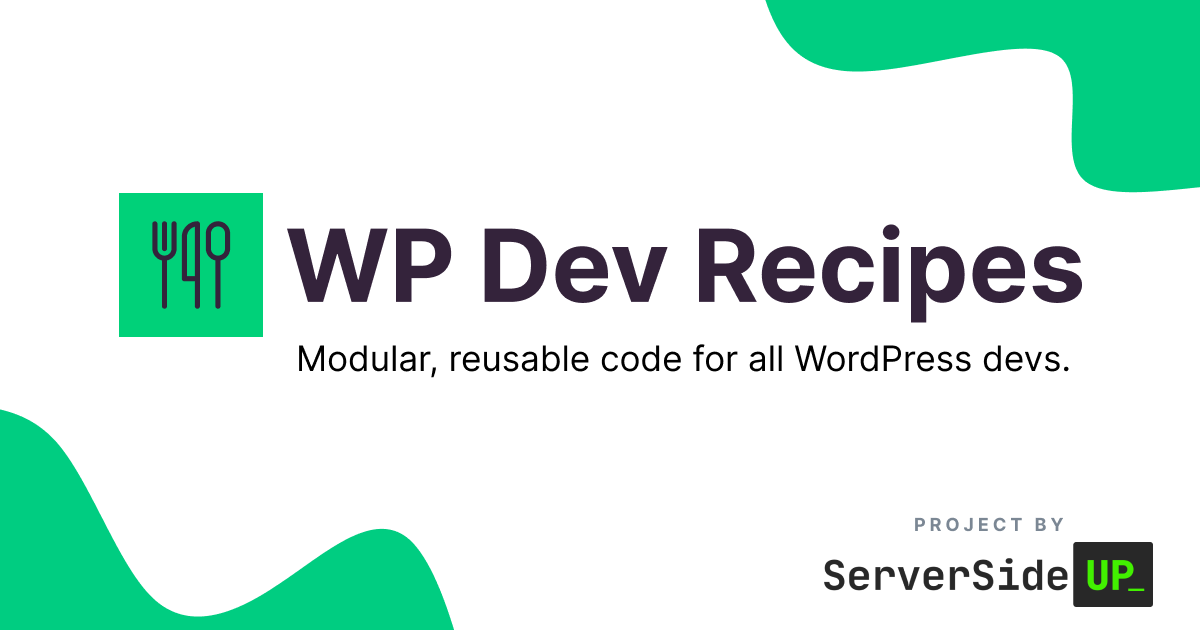 WP Dev Recipes
Modular, reusable code for all WordPress devs.
PROJECT BY
ServerSide UP_